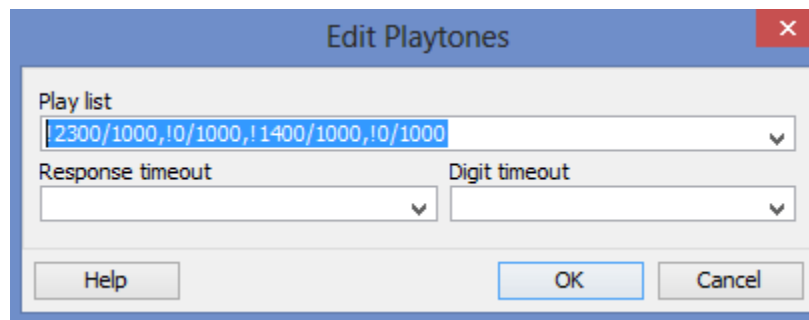 Edit Playtones
Play list
!2300/1000,!0/1000,!1400/1000,!0/1000
Response timeout Digit timeout
Help OK Cancel